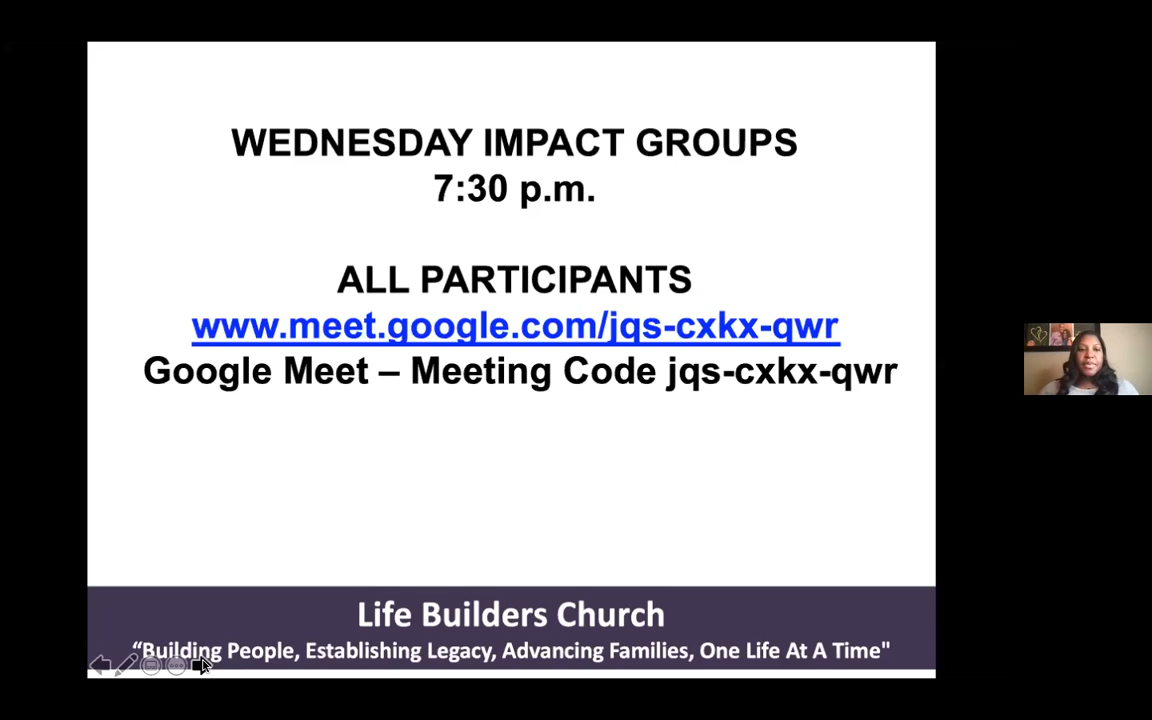 WEDNESDAY IMPACT GROUPS
7:30 p.m.
ALL PARTICIPANTS
www.meet.google.com/jqs-cxkx-qwr
Google Meet – Meeting Code jqs-cxkx-qwr
Life Builders Church
“Building People, Establishing Legacy, Advancing Families, One Life At A Time"